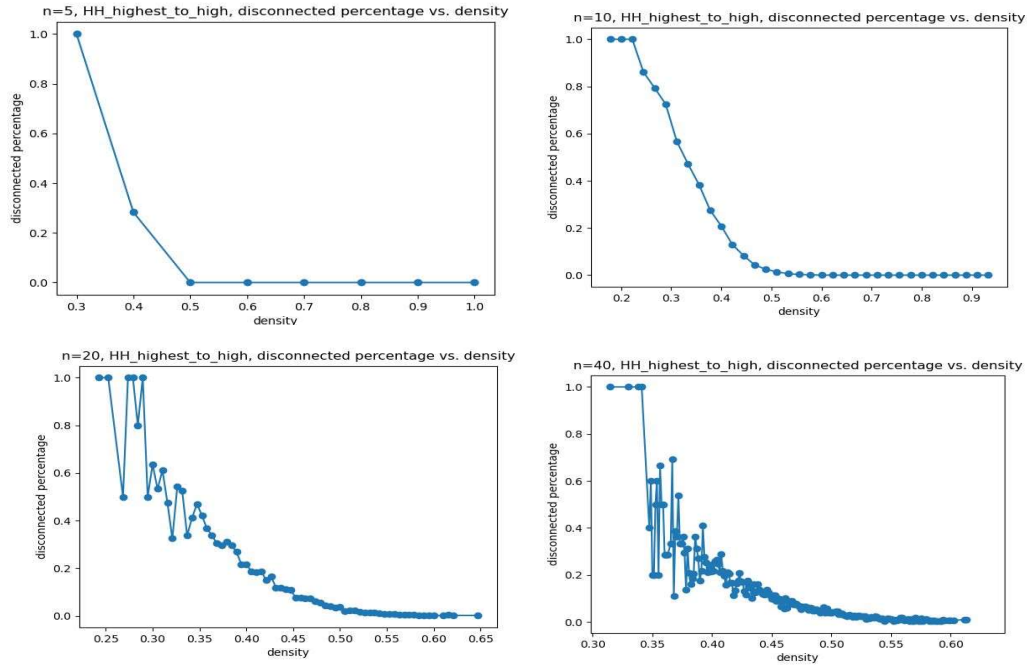 n=5, HH_highest_to_high, disconnected percentage vs. density
1.0
0.8
0.6
0.4
0.2
0.0
disconnected percentage
0.3 0.4 0.5 0.6 0.7 0.8 0.9 1.0
density
n=10, HH_highest_to_high, disconnected percentage vs. density
1.0
0.8
0.6
0.4
0.2
0.0
disconnected percentage
0.2 0.3 0.4 0.5 0.6 0.7 0.8 0.9
density
n=20, HH_highest_to_high, disconnected percentage vs. density
1.0
0.8
0.6
0.4
0.2
0.0
disconnected percentage
0.25 0.30 0.35 0.40 0.45 0.50 0.55 0.60 0.65
density
n=40, HH_highest_to_high, disconnected percentage vs. density
1.0
0.8
0.6
0.4
0.2
0.0
disconnected percentage
0.30 0.35 0.40 0.45 0.50 0.55 0.60
density